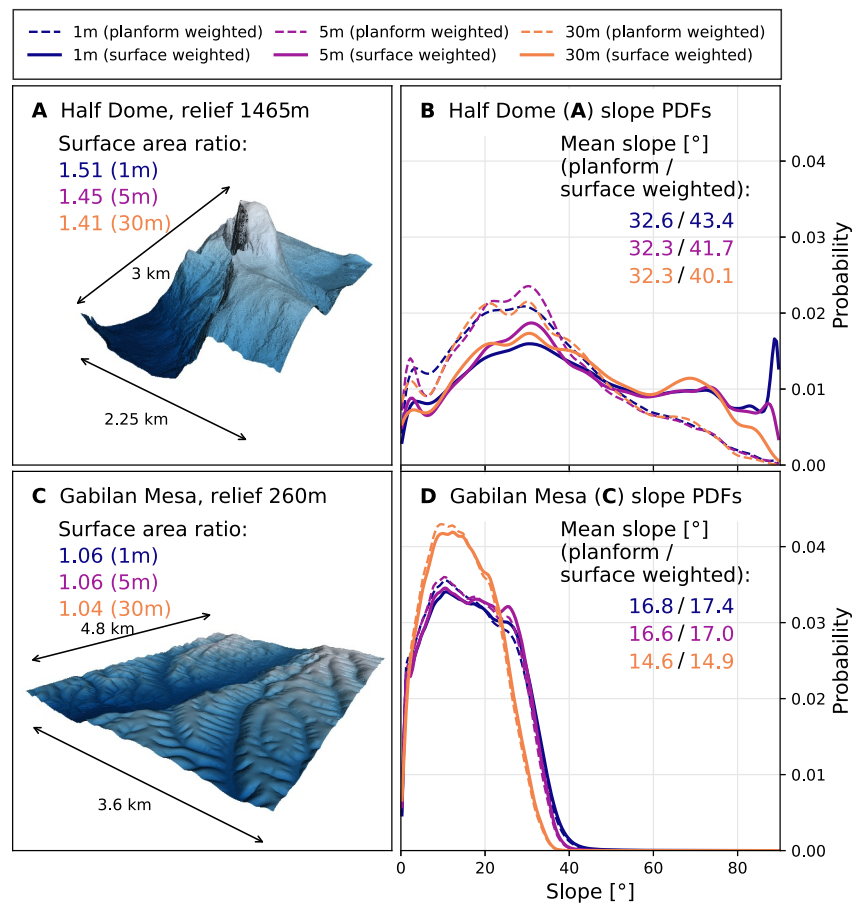 1m (planform weighted)
5m (planform weighted)
30m (planform weighted)
1m (surface weighted)
5m (surface weighted)
30m (surface weighted)
A Half Dome, relief 1465m
Surface area ratio:
1.51 (1m)
1.45 (5m)
1.41 (30m)
3 km
2.25 km
B Half Dome (A) slope PDFs
Mean slope [°]
(planform /
surface weighted):
32.6 / 43.4
32.3 / 41.7
32.3 / 40.1
0.04
0.03
0.02
0.01
0.00
Probability
C Gabilan Mesa, relief 260m
Surface area ratio:
1.06 (1m)
1.06 (5m)
1.04 (30m)
4.8 km
3.6 km
D Gabilan Mesa (C) slope PDFs
Mean slope [°]
(planform /
surface weighted):
16.8 / 17.4
16.6 / 17.0
14.6 / 14.9
0.04
0.03
0.02
0.01
0.00
Probability
0 20 40 60 80
Slope [°]